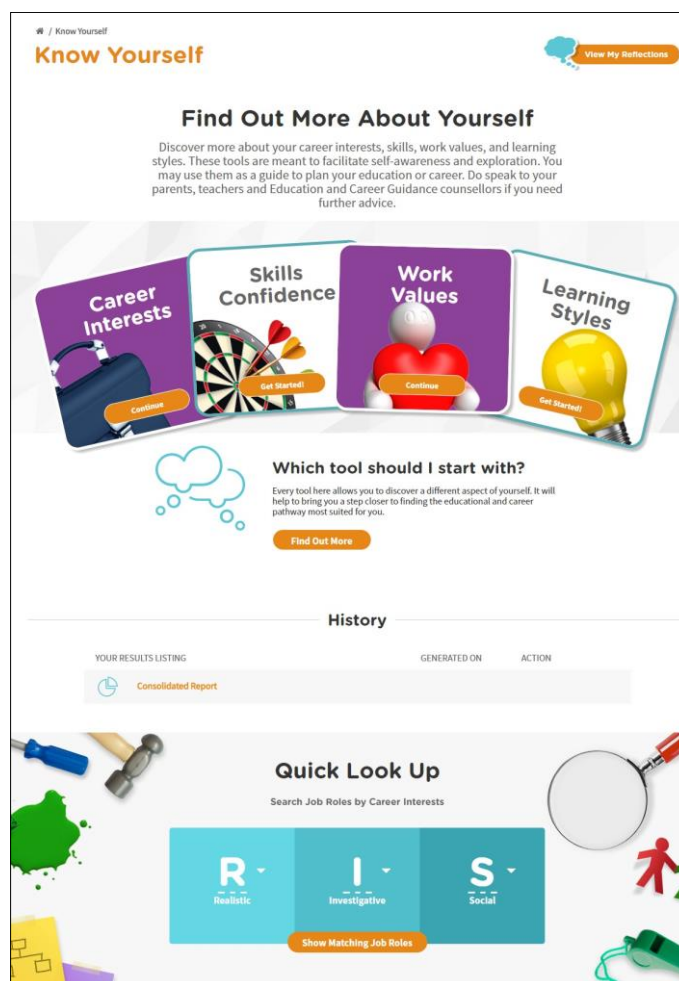 / Know Yourself
Know Yourself
View My Reflections
Find Out More About Yourself
Discover more about your career interests, skills, work values, and learning
styles. These tools are meant to facilitate self-awareness and exploration. You
may use them as a guide to plan your education or career. Do speak to your
parents, teachers and Education and Career Guidance counsellors if you need
further advice.
Career
Interests
Continue
Skills
Confidence
Get Started!
Work
Values
Continue
Learning
Styles
Get Started!
Which tool should I start with?
Every tool here allows you to discover a different aspect of yourself. It will
help to bring you a step closer to finding the educational and career
pathway most suited for you.
Find Out More
History
YOUR RESULTS LISTING GENERATED ON ACTION
Consolidated Report
Quick Look Up
Search Job Roles by Career Interests
R I S
Realistic Investigative Social
Show Matching Job Roles